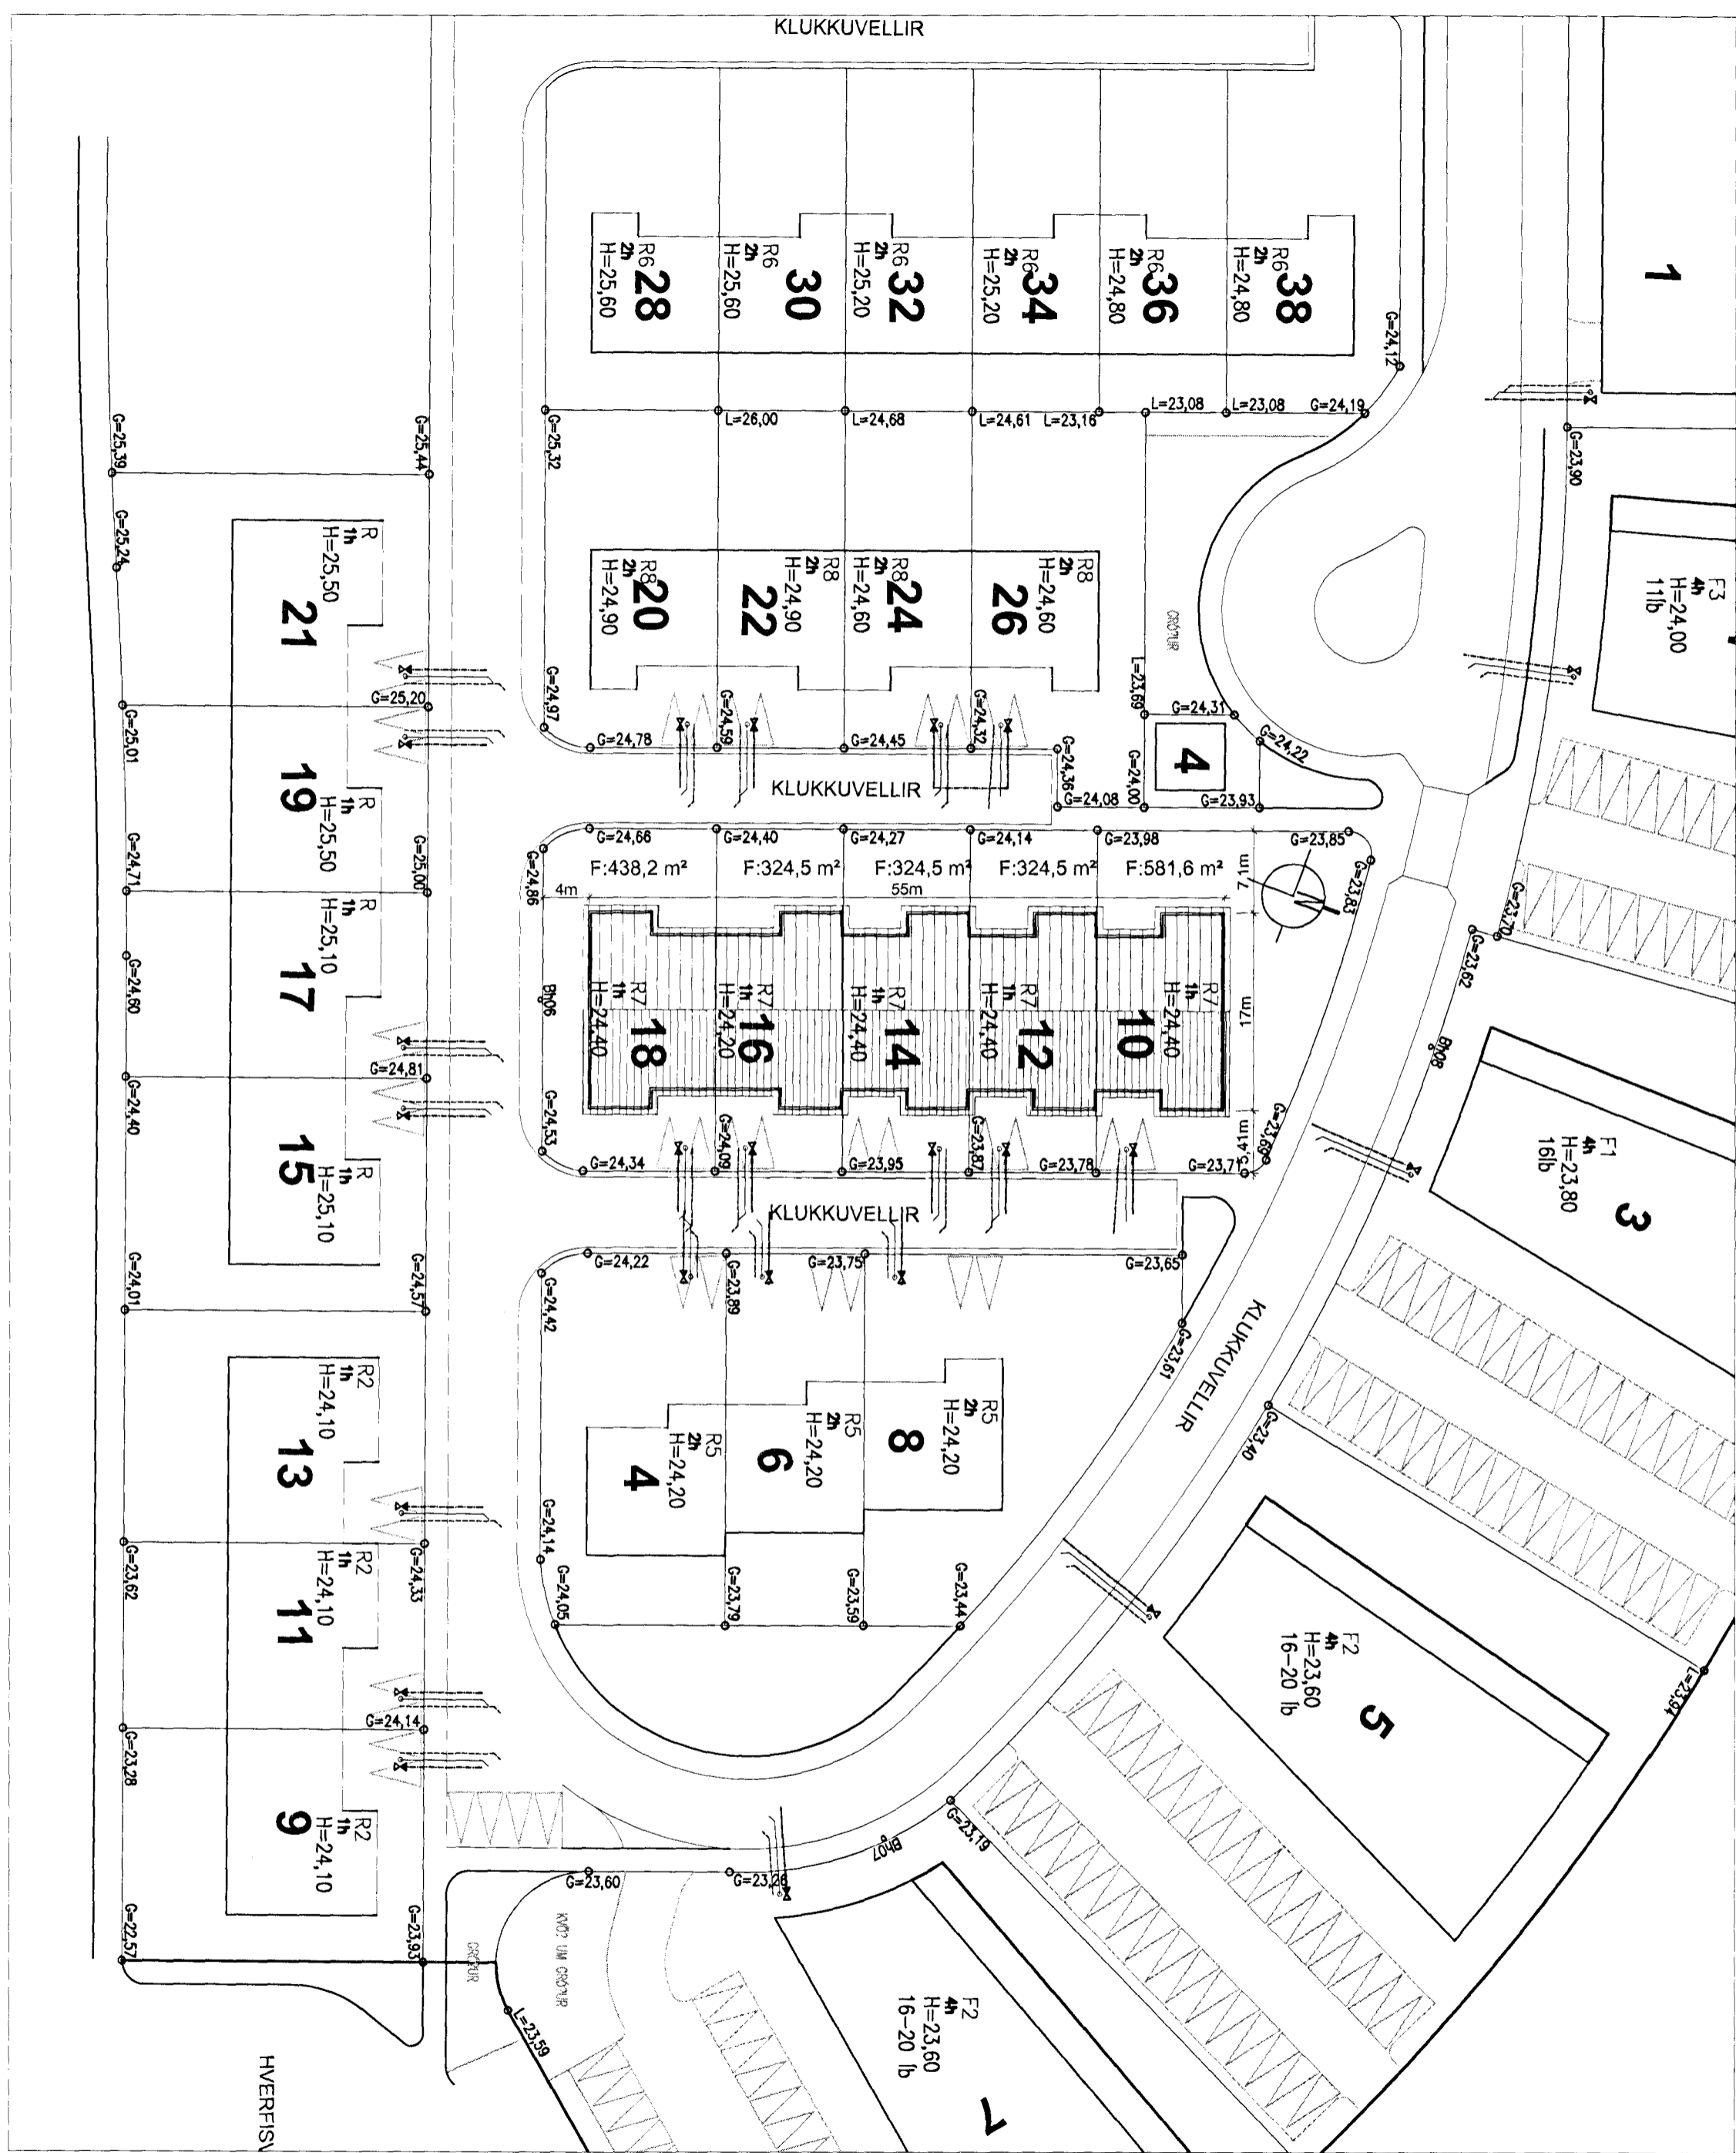 KLUKKUVELLIR
1
R6
2h
H=25,60
28
R6
2h
H=25,60
30
R6
2h
H=25,20
32
R6
2h
H=25,20
34
R6
2h
H=24,80
36
R6
2h
H=24,80
38
G=24,12
G=25,39
G=25,44
G=25,32
L=26,00
L=24,68
L=24,61
L=23,16
L=23,08
L=23,08
G=24,19
G=23,90
G=25,24
R
1h
H=25,50
21
R8
2h
H=24,90
20
R8
2h
H=24,90
22
R8
2h
H=24,60
24
R8
2h
H=24,60
26
F3
4h
H=24,00
11íb
L=23,69
G=24,31
G=24,22
4
G=25,20
G=25,01
G=24,97
G=24,78
G=24,59
G=24,45
G=24,32
G=24,36
G=24,08
G=24,00
G=23,93
KLUKKUVELLIR
R
1h
H=25,50
19
G=24,66
G=24,40
G=24,27
G=24,14
G=23,98
G=23,85
G=23,83
F:438,2 m²
F:324,5 m²
F:324,5 m²
F:324,5 m²
F:581,6 m²
4m
55m
7,1m
N
G=24,71
G=25,00
G=24,86
G=23,70
G=23,62
R
1h
H=25,10
17
G=24,60
Bh06
R7
1h
H=24,40
18
R7
1h
H=24,20
16
R7
1h
H=24,40
14
R7
1h
H=24,40
12
R7
1h
H=24,40
10
17m
Bh08
F1
4h
H=23,80
16íb
3
G=24,81
G=24,40
G=24,53
G=24,34
G=24,09
G=23,95
G=23,87
G=23,78
G=23,71
5,41m
G=23,69
R
1h
H=25,10
15
KLUKKUVELLIR
G=24,01
G=24,57
G=24,42
G=24,22
G=23,89
G=23,75
G=23,65
G=23,61
KLUKKUVELLIR
R2
1h
H=24,10
13
R5
2h
H=24,20
4
R5
2h
H=24,20
6
R5
2h
H=24,20
8
G=23,40
G=23,62
G=24,33
G=24,14
G=24,05
G=23,79
G=23,59
G=23,44
R2
1h
H=24,10
11
F2
4h
H=23,60
16-20 íb
5
L=23,94
G=24,14
G=23,28
R2
1h
H=24,10
9
G=23,19
Bh07
G=23,60
G=23,26
G=22,57
G=23,93
L=23,59
F2
4h
H=23,60
16-20 íb
7